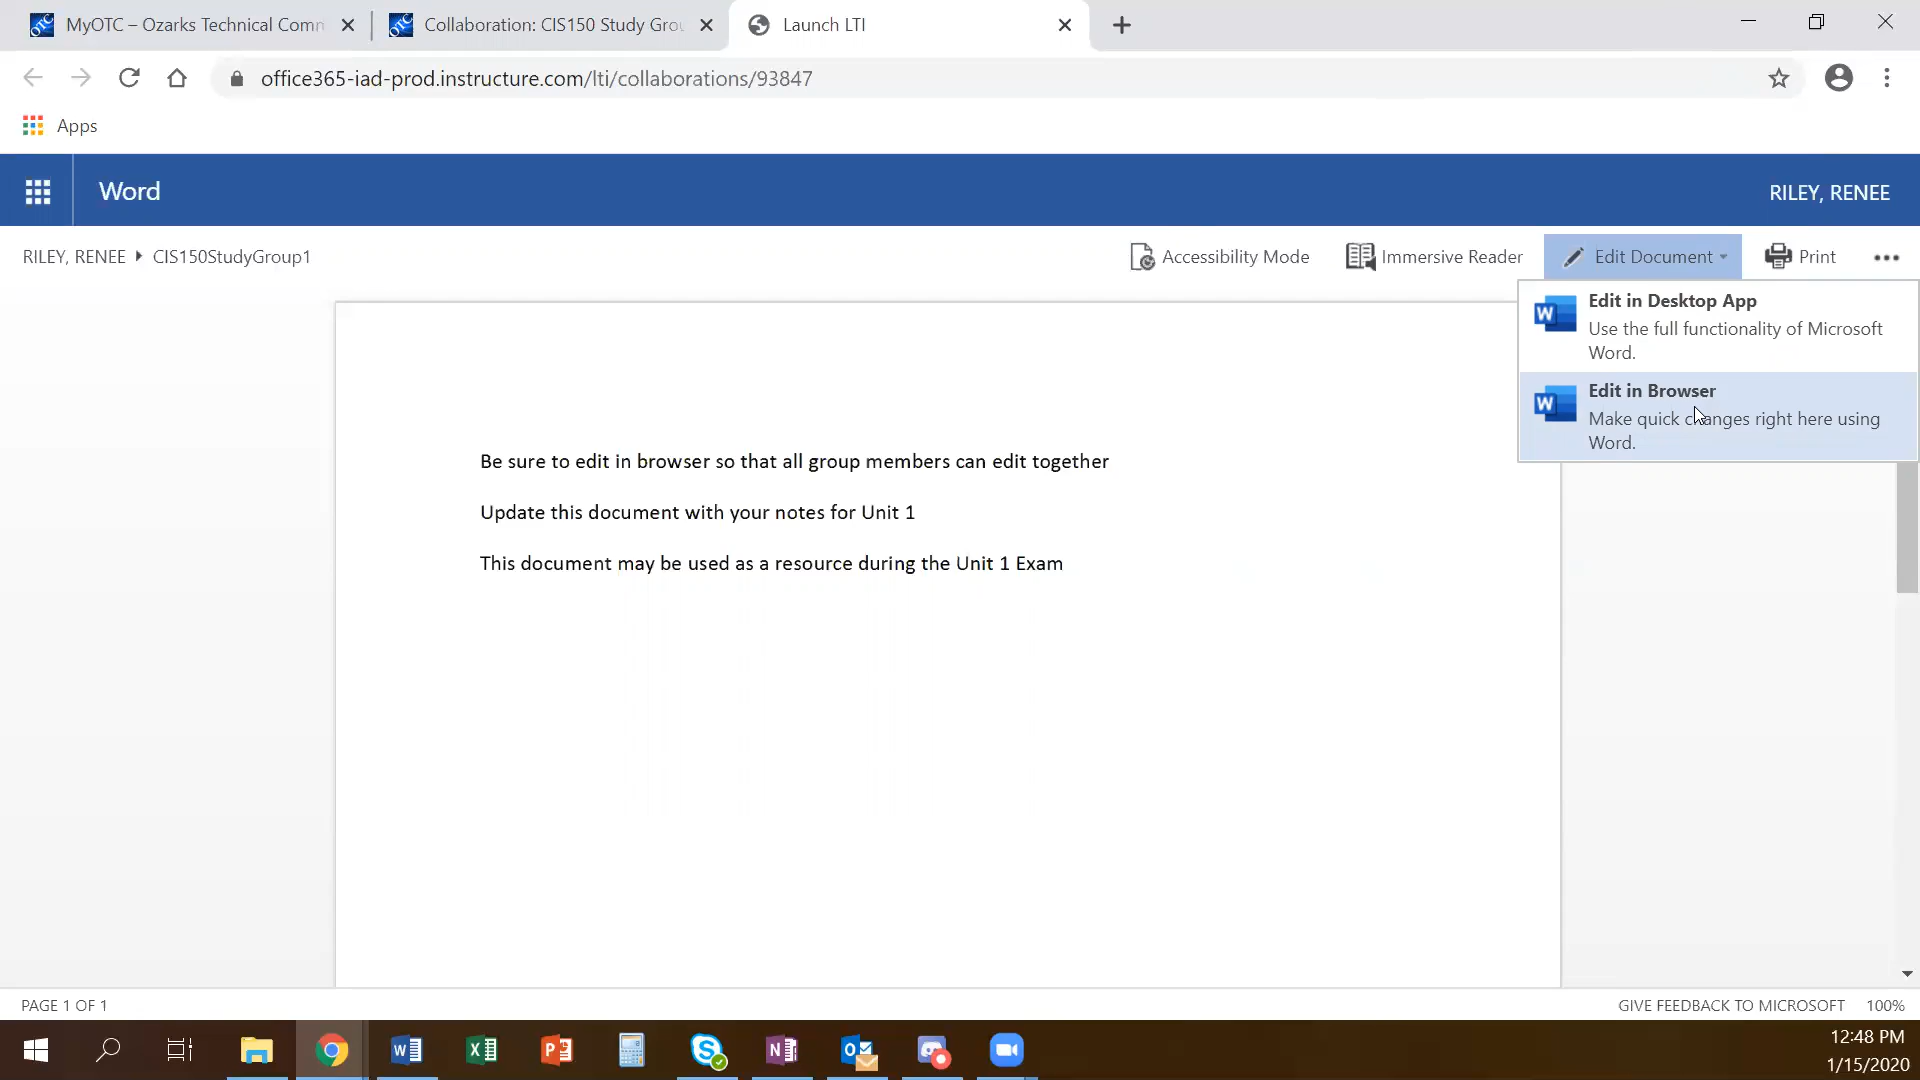 MyOTC – Ozarks Technical Comm
Collaboration: CIS150 Study Grou
Launch LTI
office365-iad-prod.instructure.com/lti/collaborations/93847
Apps
Word
RILEY, RENEE
RILEY, RENEE ▸ CIS150StudyGroup1
Accessibility Mode
Immersive Reader
Edit Document
Print
Edit in Desktop App
Use the full functionality of Microsoft
Word.
Edit in Browser
Make quick changes right here using
Word.
Be sure to edit in browser so that all group members can edit together
Update this document with your notes for Unit 1
This document may be used as a resource during the Unit 1 Exam
PAGE 1 OF 1
GIVE FEEDBACK TO MICROSOFT
100%
12:48 PM
1/15/2020